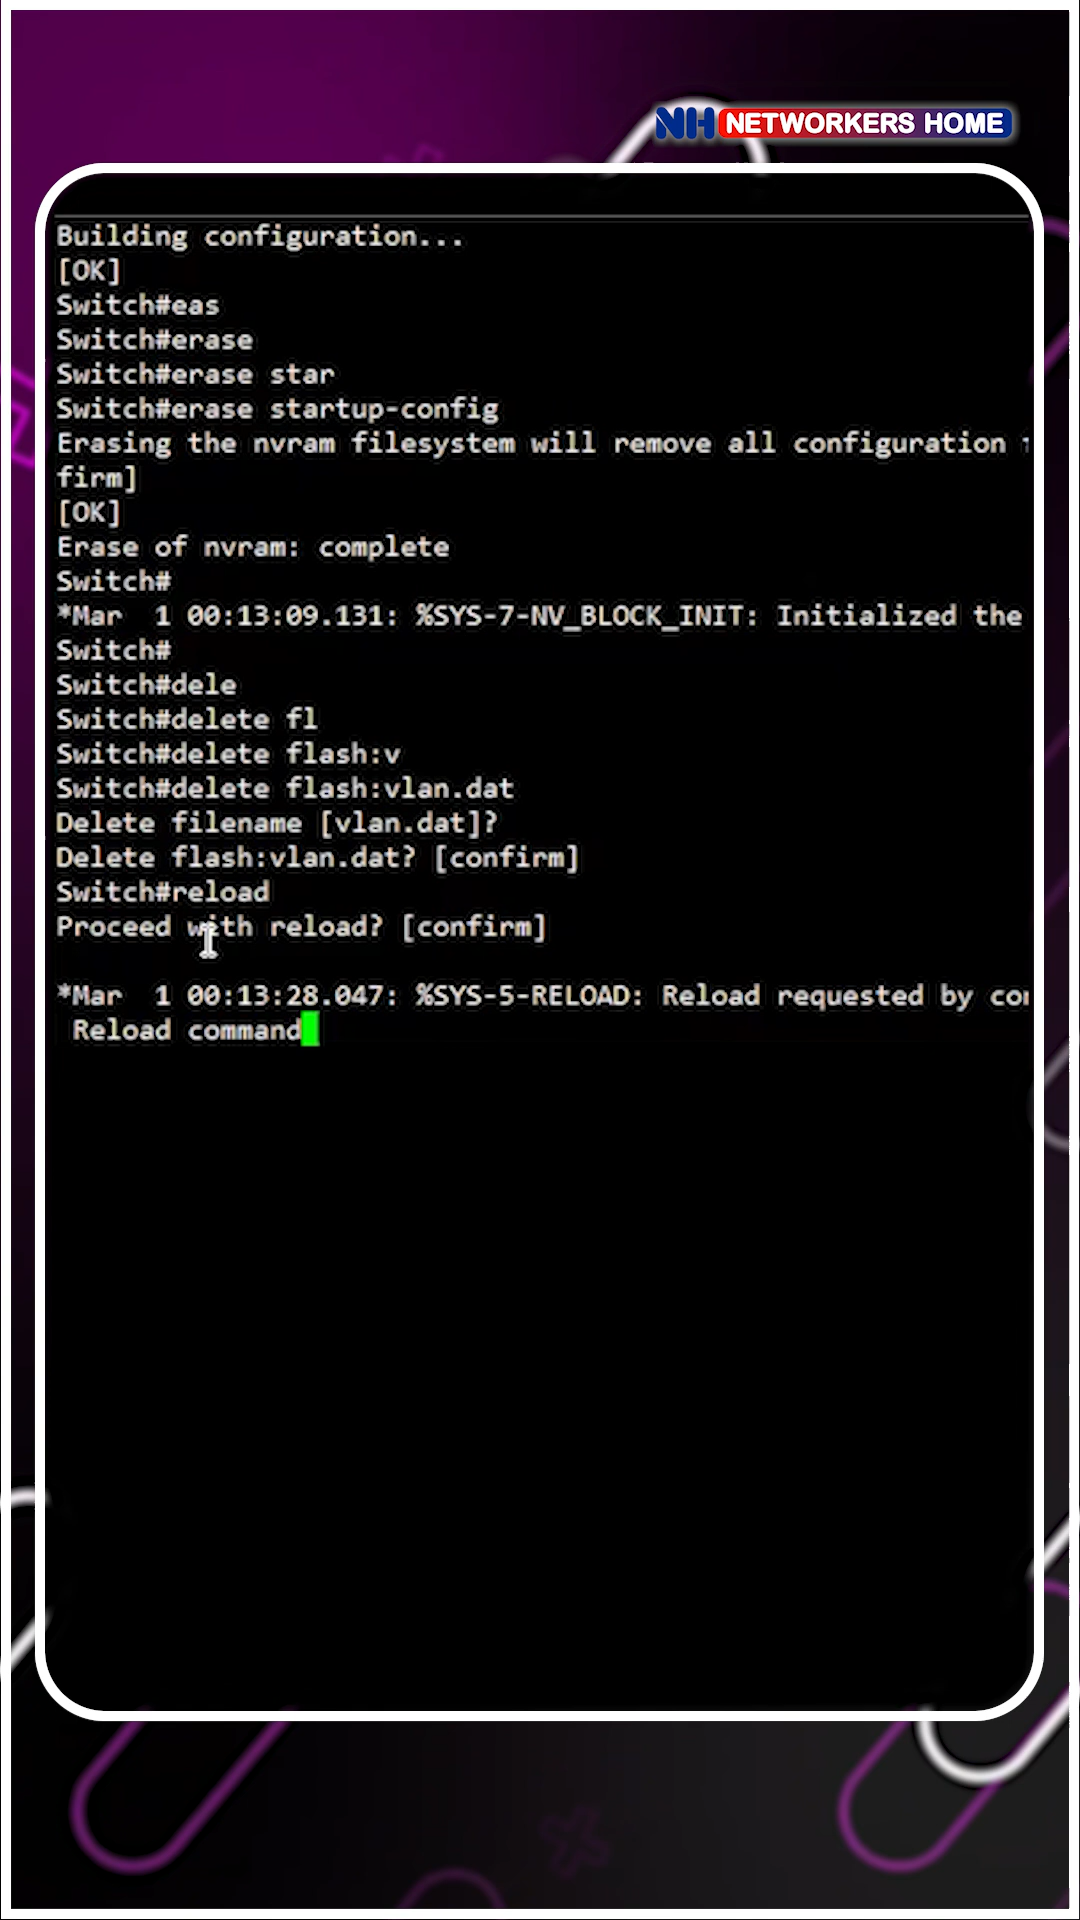 NH NETWORKERS HOME
Building configuration...
[OK]
Switch#eas
Switch#erase
Switch#erase star
Switch#erase startup-config
Erasing the nvram filesystem will remove all configuration
firm]
[OK]
Erase of nvram: complete
Switch#
*Mar  1 00:13:09.131: %SYS-7-NV_BLOCK_INIT: Initialized the
Switch#
Switch#dele
Switch#delete fl
Switch#delete flash:v
Switch#delete flash:vlan.dat
Delete filename [vlan.dat]?
Delete flash:vlan.dat? [confirm]
Switch#reload
Proceed with reload? [confirm]
*Mar  1 00:13:28.047: %SYS-5-RELOAD: Reload requested by
Reload command